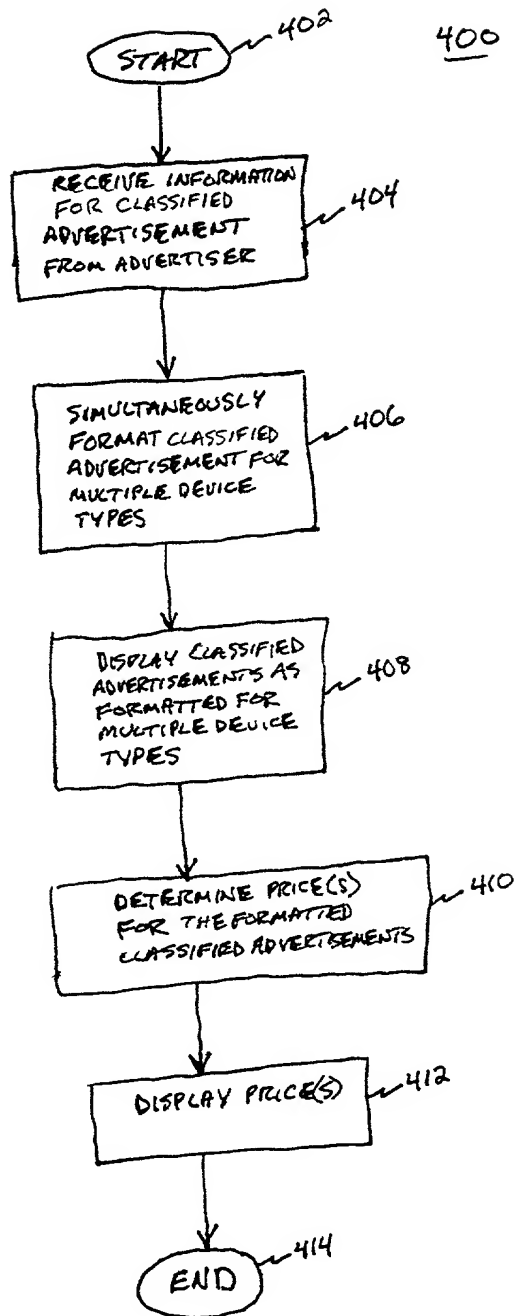 400
402
START
RECEIVE INFORMATION
FOR CLASSIFIED
ADVERTISEMENT
FROM ADVERTISER
404
SIMULTANEOUSLY
FORMAT CLASSIFIED
ADVERTISEMENT FOR
MULTIPLE DEVICE
TYPES
406
DISPLAY CLASSIFIED
ADVERTISEMENTS AS
FORMATTED FOR
MULTIPLE DEVICE
TYPES
408
DETERMINE PRICE(S)
FOR THE FORMATTED
CLASSIFIED ADVERTISEMENTS
410
DISPLAY PRICE(S)
412
END
414